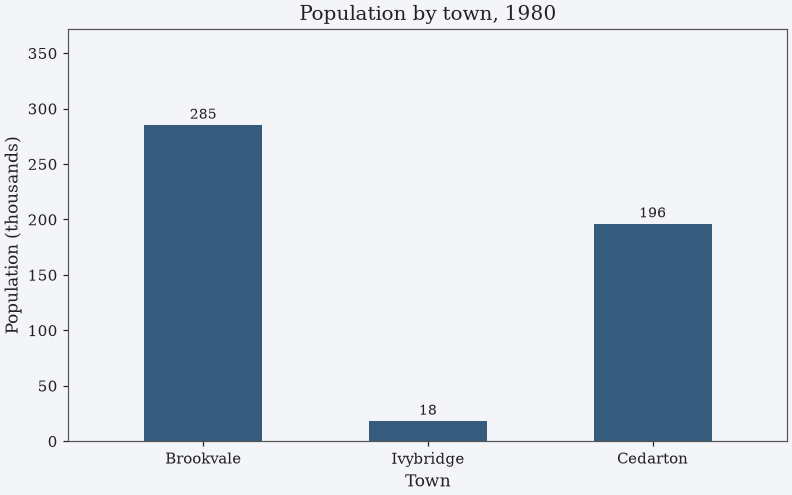 Population by town, 1980
Population (thousands)
350
300
250
200
150
100
50
0
285
18
196
Brookvale
Ivybridge
Cedarton
Town